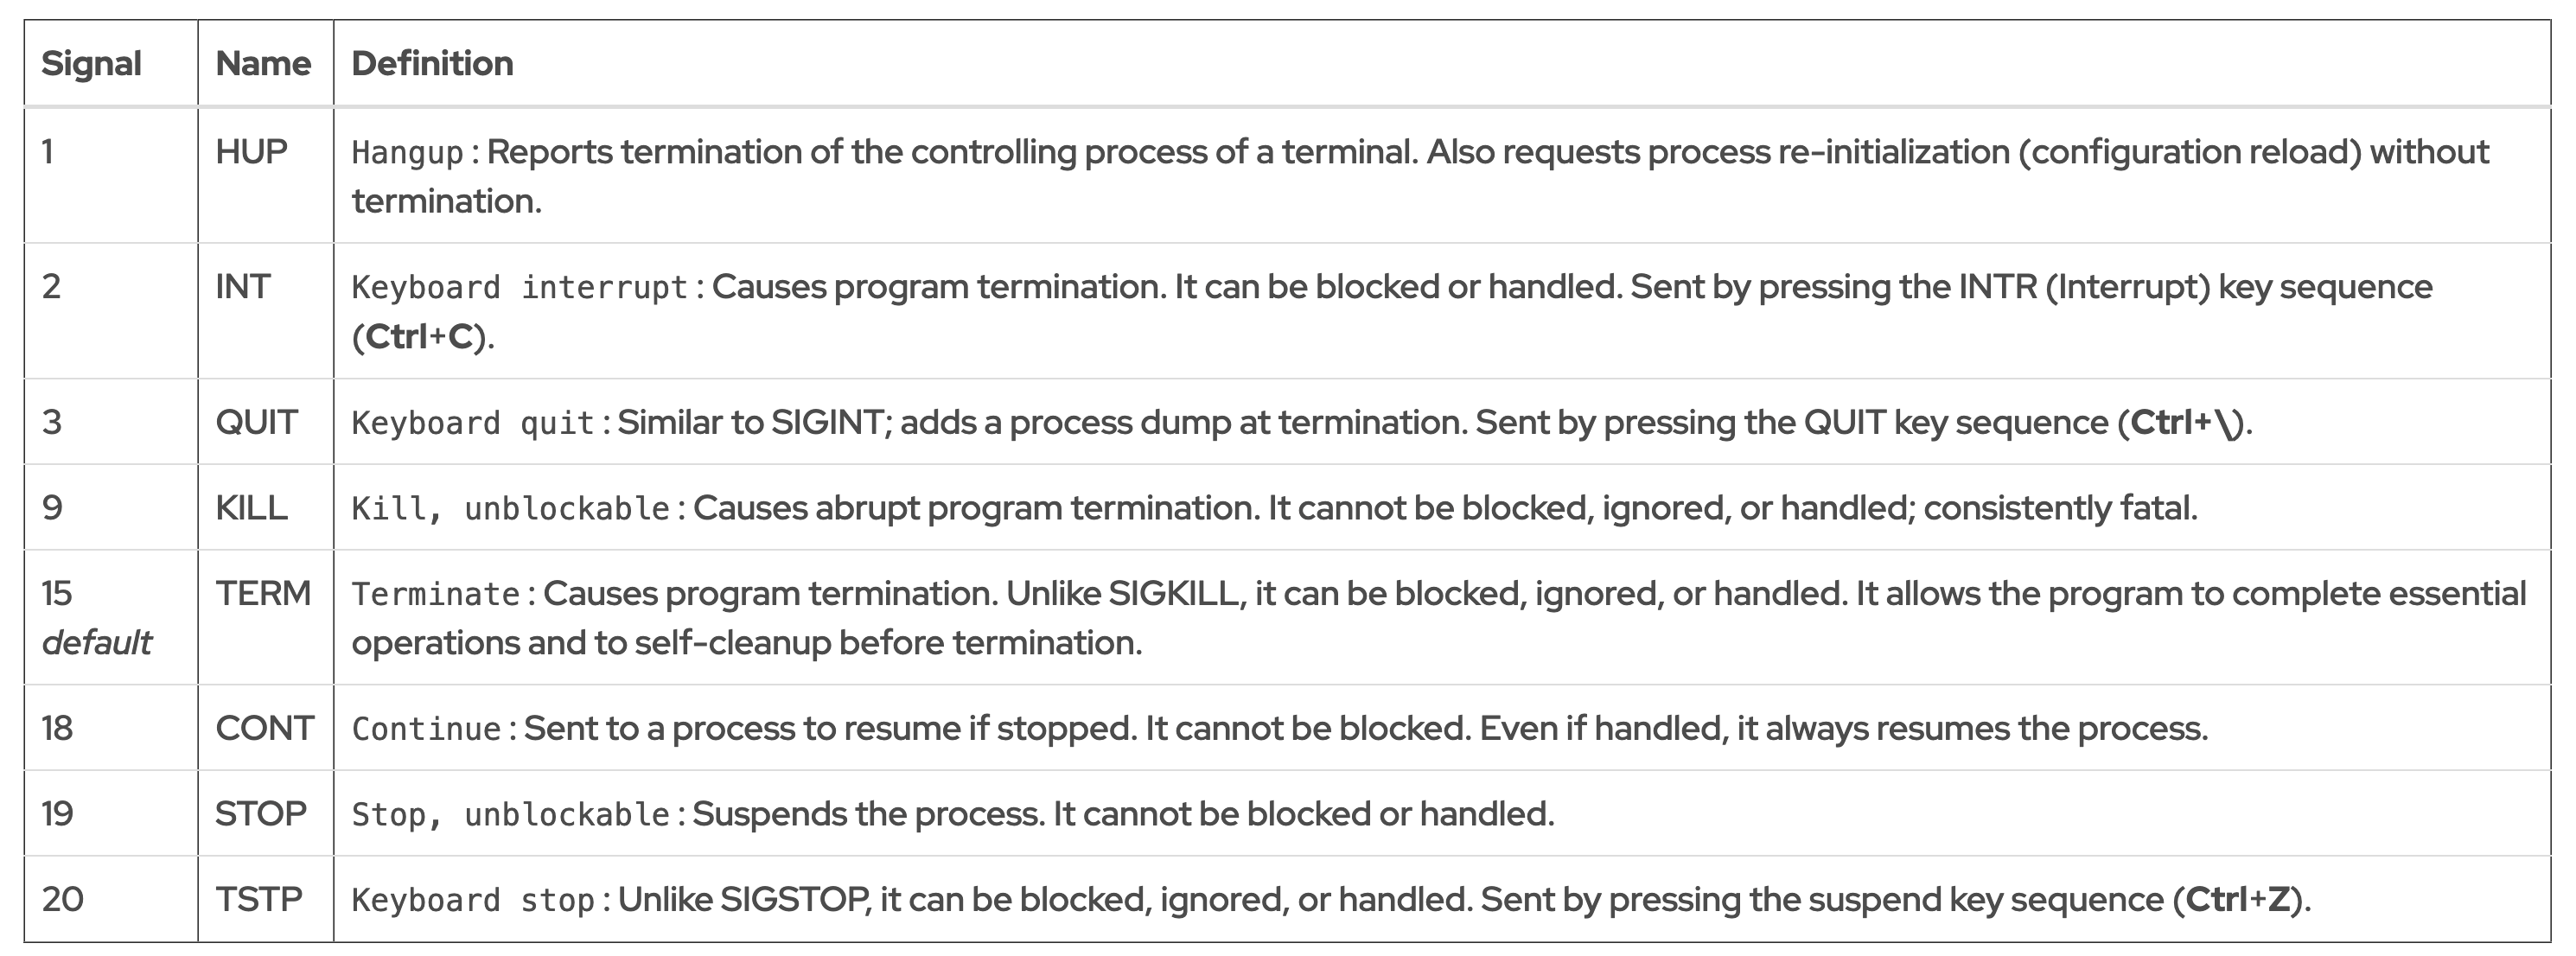 Signal Name Definition
1 HUP Hangup: Reports termination of the controlling process of a terminal. Also requests process re-initialization (configuration reload) without
termination.
2 INT Keyboard interrupt: Causes program termination. It can be blocked or handled. Sent by pressing the INTR (Interrupt) key sequence
(Ctrl+C).
3 QUIT Keyboard quit: Similar to SIGINT; adds a process dump at termination. Sent by pressing the QUIT key sequence (Ctrl+\).
9 KILL Kill, unblockable: Causes abrupt program termination. It cannot be blocked, ignored, or handled; consistently fatal.
15 TERM Terminate: Causes program termination. Unlike SIGKILL, it can be blocked, ignored, or handled. It allows the program to complete essential
default operations and to self-cleanup before termination.
18 CONT Continue: Sent to a process to resume if stopped. It cannot be blocked. Even if handled, it always resumes the process.
19 STOP Stop, unblockable: Suspends the process. It cannot be blocked or handled.
20 TSTP Keyboard stop: Unlike SIGSTOP, it can be blocked, ignored, or handled. Sent by pressing the suspend key sequence (Ctrl+Z).